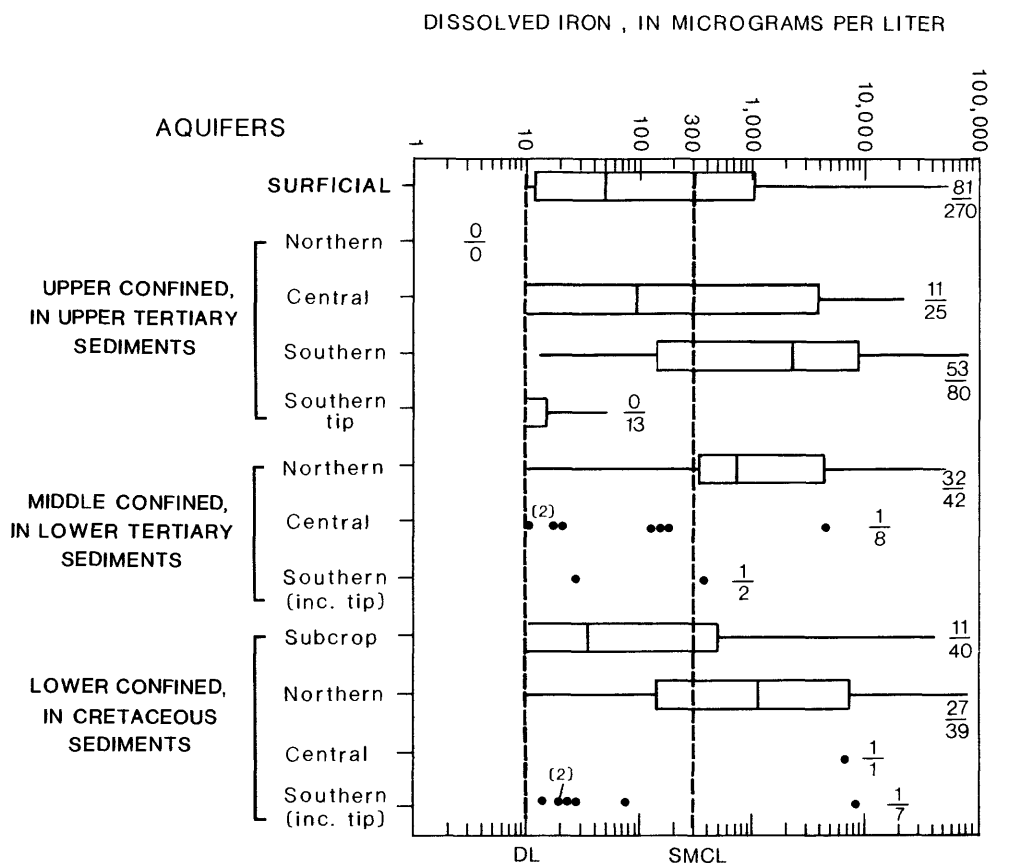 DISSOLVED IRON , IN MICROGRAMS PER LITER
AQUIFERS
1
10
100
300
1,000
10,000
100,000
SURFICIAL
81
270
UPPER CONFINED,
IN UPPER TERTIARY
SEDIMENTS
Northern
0
0
Central
11
25
Southern
53
80
Southern
tip
0
13
MIDDLE CONFINED,
IN LOWER TERTIARY
SEDIMENTS
Northern
32
42
Central
(2)
1
8
Southern
(inc. tip)
1
2
LOWER CONFINED,
IN CRETACEOUS
SEDIMENTS
Subcrop
11
40
Northern
27
39
Central
1
1
Southern
(inc. tip)
(2)
1
7
DL
SMCL